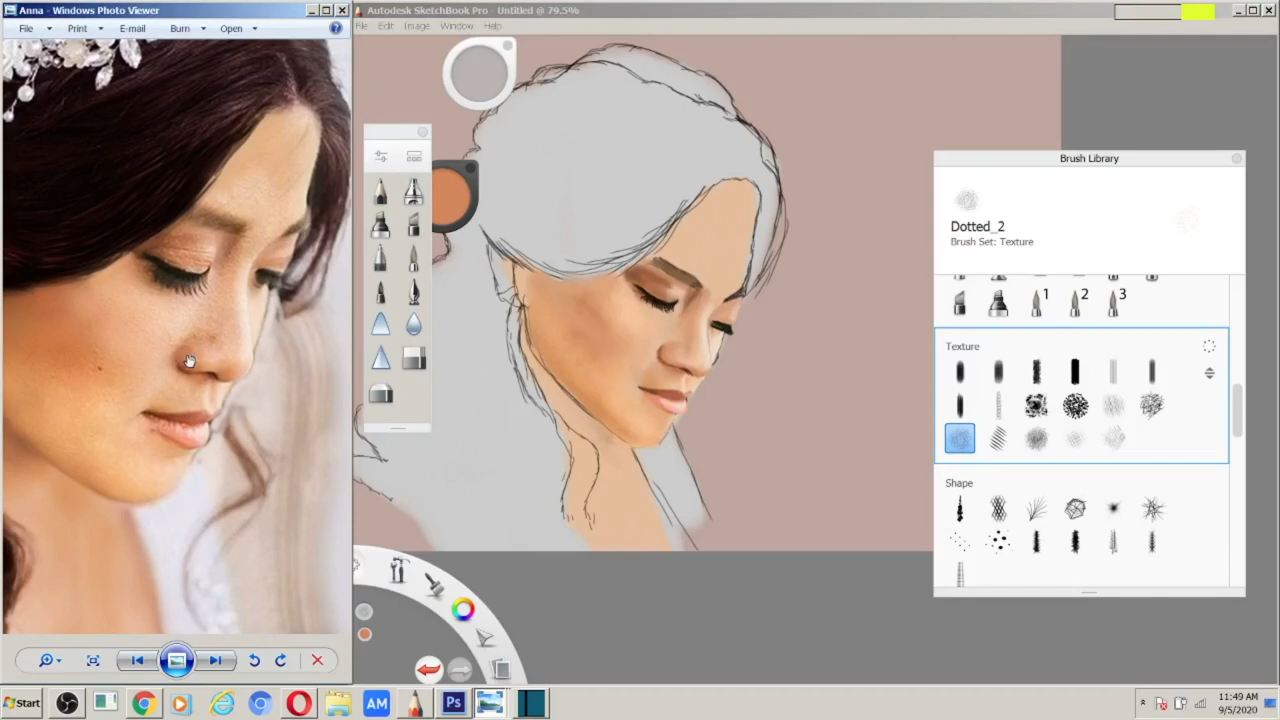 Anna - Windows Photo Viewer
Autodesk SketchBook Pro - Untitled @ 79.5%
File Print E-mail Burn Open
File Edit Image Window Help
Brush Library
Dotted_2
Brush Set: Texture
1 2 3
Texture
Shape
Start
AM
Ps
11:49 AM
9/5/2020